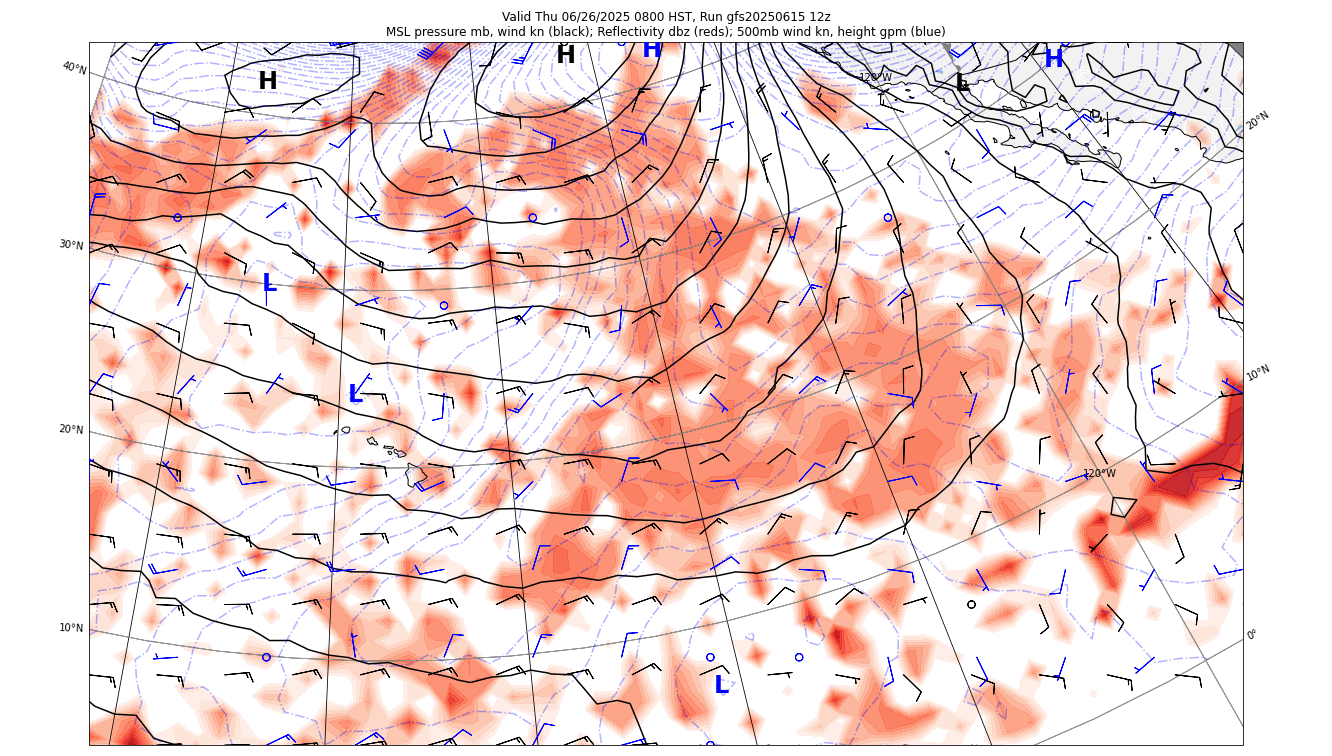 Valid Thu 06/26/2025 0800 HST, Run gfs20250615 12z
MSL pressure mb, wind kn (black); Reflectivity dbz (reds); 500mb wind kn, height gpm (blue)
H H H H
40°N 120°W L
20°N
30°N
L
10°N
L
20°N
120°W
10°N
0°
L